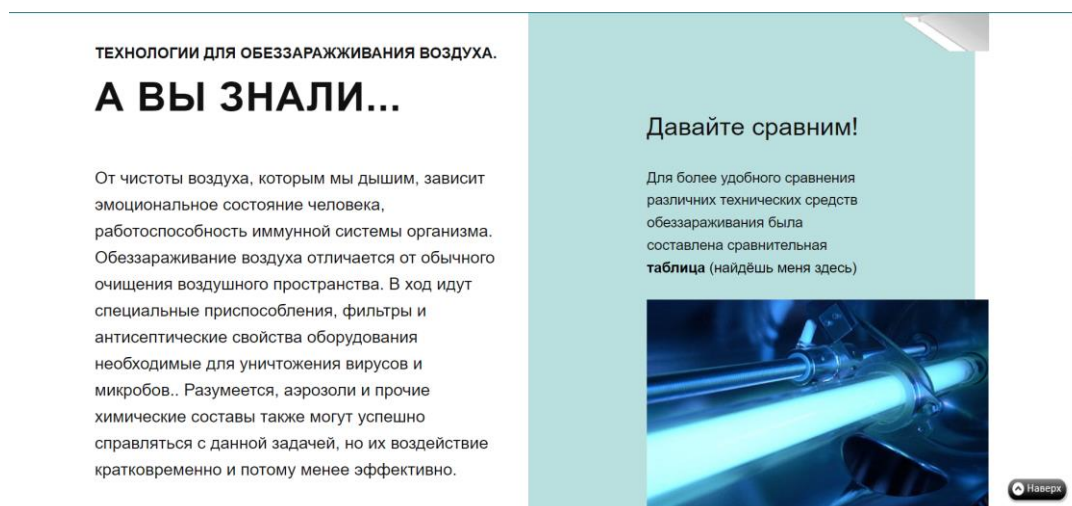 ТЕХНОЛОГИИ ДЛЯ ОБЕЗЗАРАЖЖИВАНИЯ ВОЗДУХА.
А ВЫ ЗНАЛИ...
От чистоты воздуха, которым мы дышим, зависит
эмоциональное состояние человека,
работоспособность иммунной системы организма.
Обеззараживание воздуха отличается от обычного
очищения воздушного пространства. В ход идут
специальные приспособления, фильтры и
антисептические свойства оборудования
необходимые для уничтожения вирусов и
микробов.. Разумеется, аэрозоли и прочие
химические составы также могут успешно
справляться с данной задачей, но их воздействие
кратковременно и потому менее эффективно.
Давайте сравним!
Для более удобного сравнения
различних технических средств
обеззараживания была
составлена сравнительная
таблица (найдёшь меня здесь)
Наверх